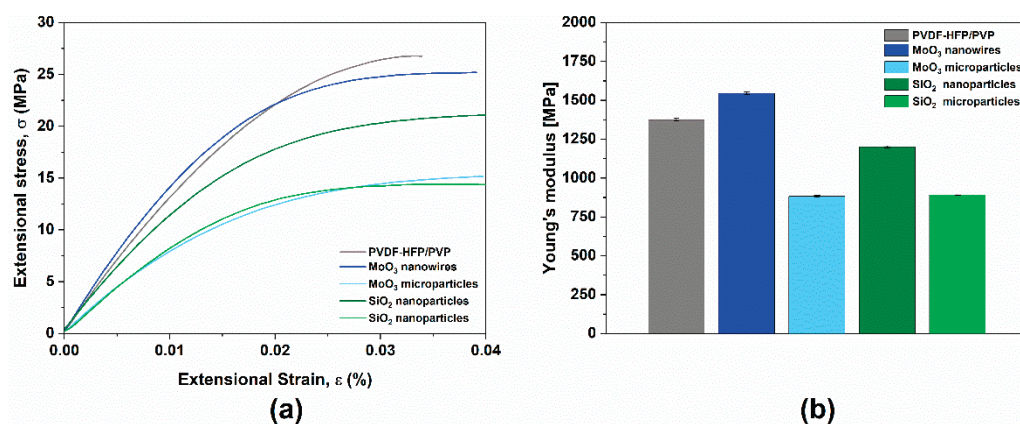 30
25
20
15
10
5
0
Extensional stress, σ (MPa)
PVDF-HFP/PVP
MoO₃ nanowires
MoO₃ microparticles
SiO₂ nanoparticles
SiO₂ nanoparticles
0.00 0.01 0.02 0.03 0.04
Extensional Strain, ε (%)
(a)
2000
1750
1500
1250
1000
750
500
250
0
Young's modulus [MPa]
PVDF-HFP/PVP
MoO₃ nanowires
MoO₃ microparticles
SiO₂ nanoparticles
SiO₂ microparticles
(b)